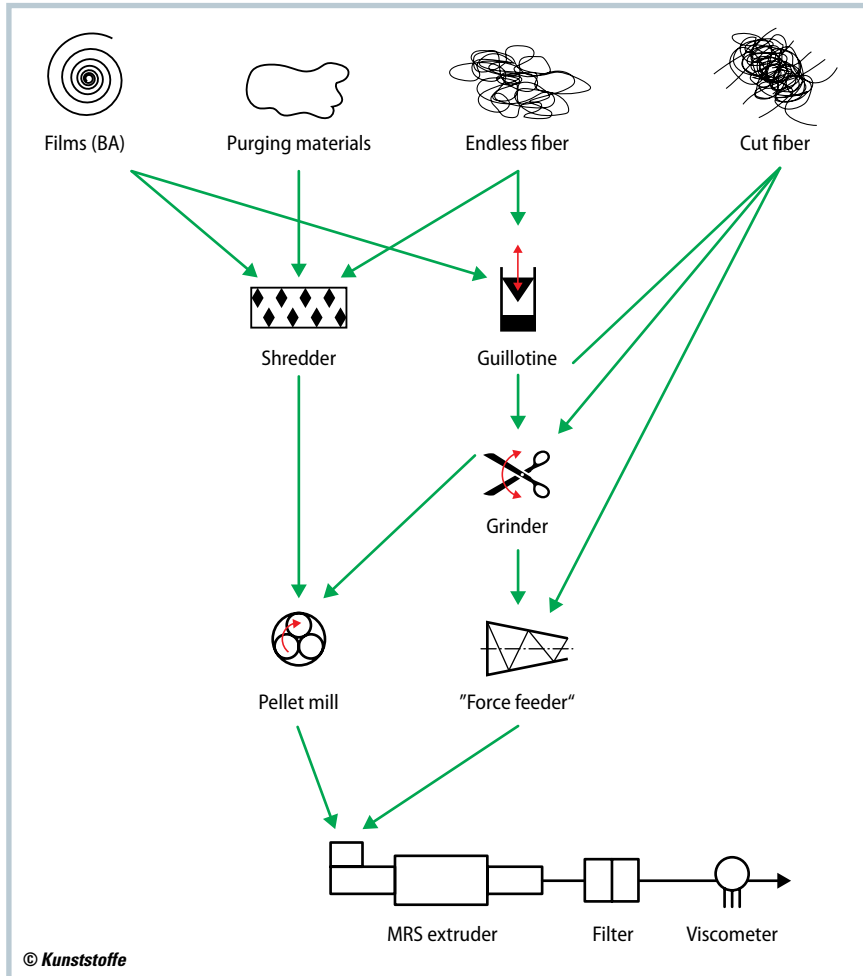 Films (BA)
Purging materials
Endless fiber
Cut fiber
Shredder
Guillotine
Grinder
Pellet mill
”Force feeder“
MRS extruder
Filter
Viscometer
© Kunststoffe